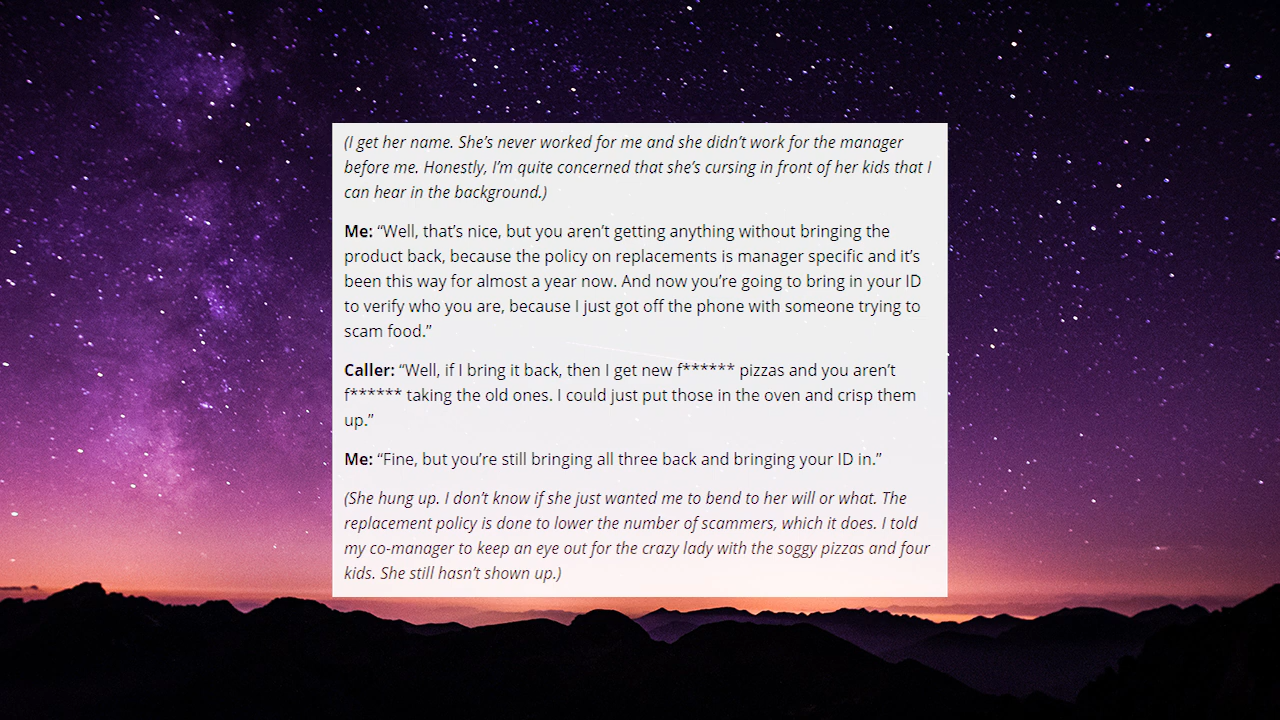 (I get her name. She’s never worked for me and she didn’t work for the manager
before me. Honestly, I’m quite concerned that she’s cursing in front of her kids that I
can hear in the background.)
Me: “Well, that’s nice, but you aren’t getting anything without bringing the
product back, because the policy on replacements is manager specific and it’s
been this way for almost a year now. And now you’re going to bring in your ID
to verify who you are, because I just got off the phone with someone trying to
scam food.”
Caller: “Well, if I bring it back, then I get new f****** pizzas and you aren’t
f****** taking the old ones. I could just put those in the oven and crisp them
up.”
Me: “Fine, but you’re still bringing all three back and bringing your ID in.”
(She hung up. I don’t know if she just wanted me to bend to her will or what. The
replacement policy is done to lower the number of scammers, which it does. I told
my co-manager to keep an eye out for the crazy lady with the soggy pizzas and four
kids. She still hasn’t shown up.)